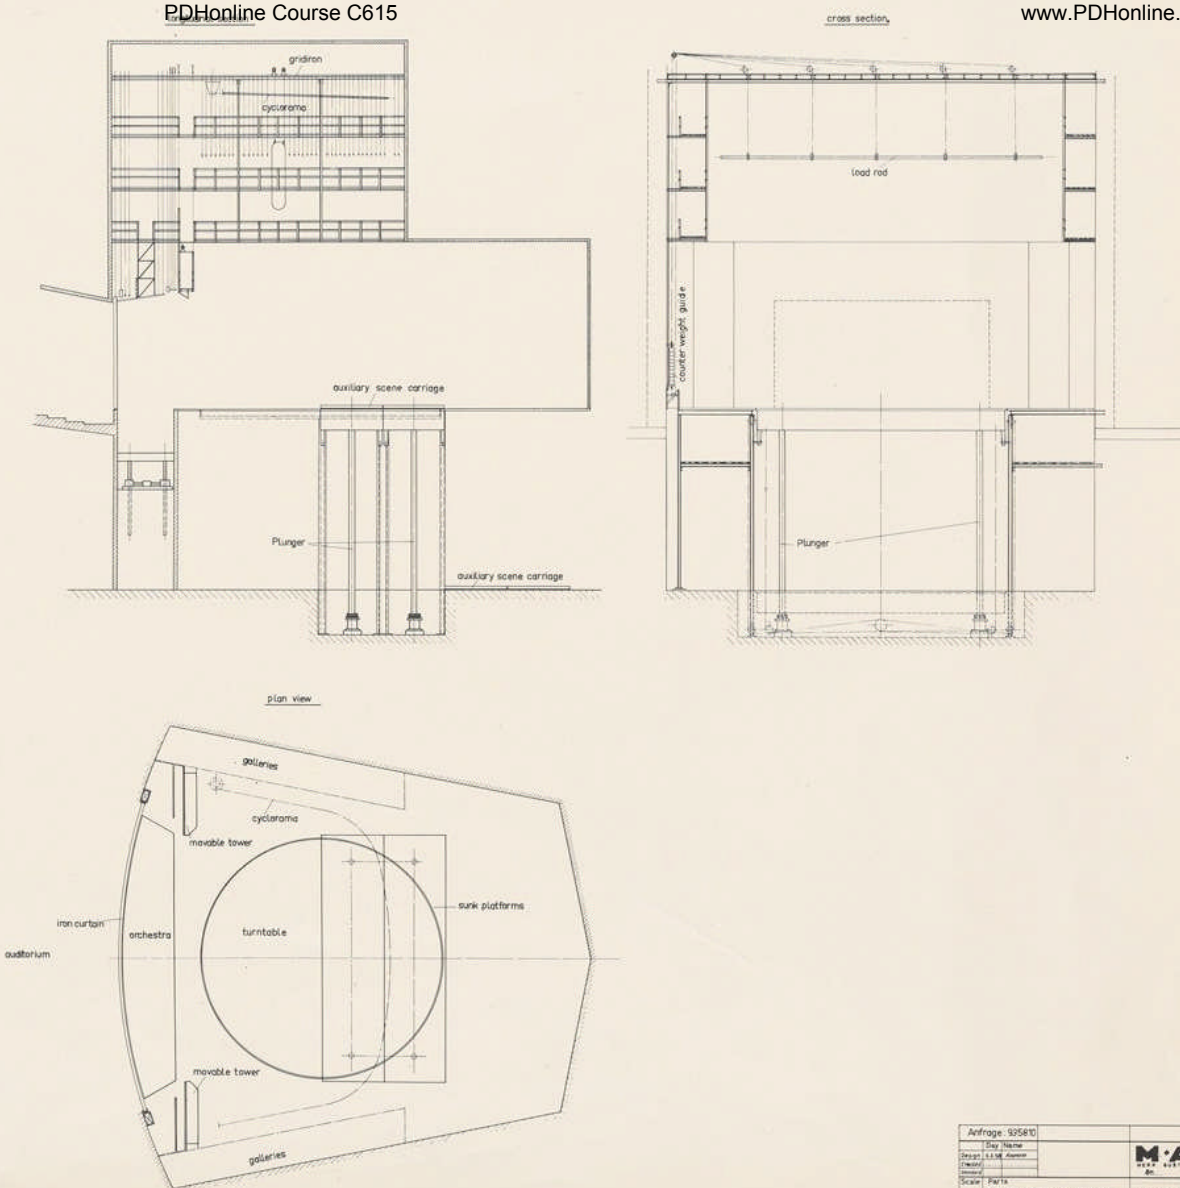 PDHonline Course C615
www.PDHonline.
cross section,
gridiron
cyclorama
load rod
counter weight guide
auxiliary scene carriage
Plunger
Plunger
auxiliary scene carriage
plan view
galleries
cyclorama
movable tower
sunk platforms
iron curtain
orchestra
turntable
auditorium
movable tower
galleries
Anfrage: 935810
Day Name
Design
Scale
M·A